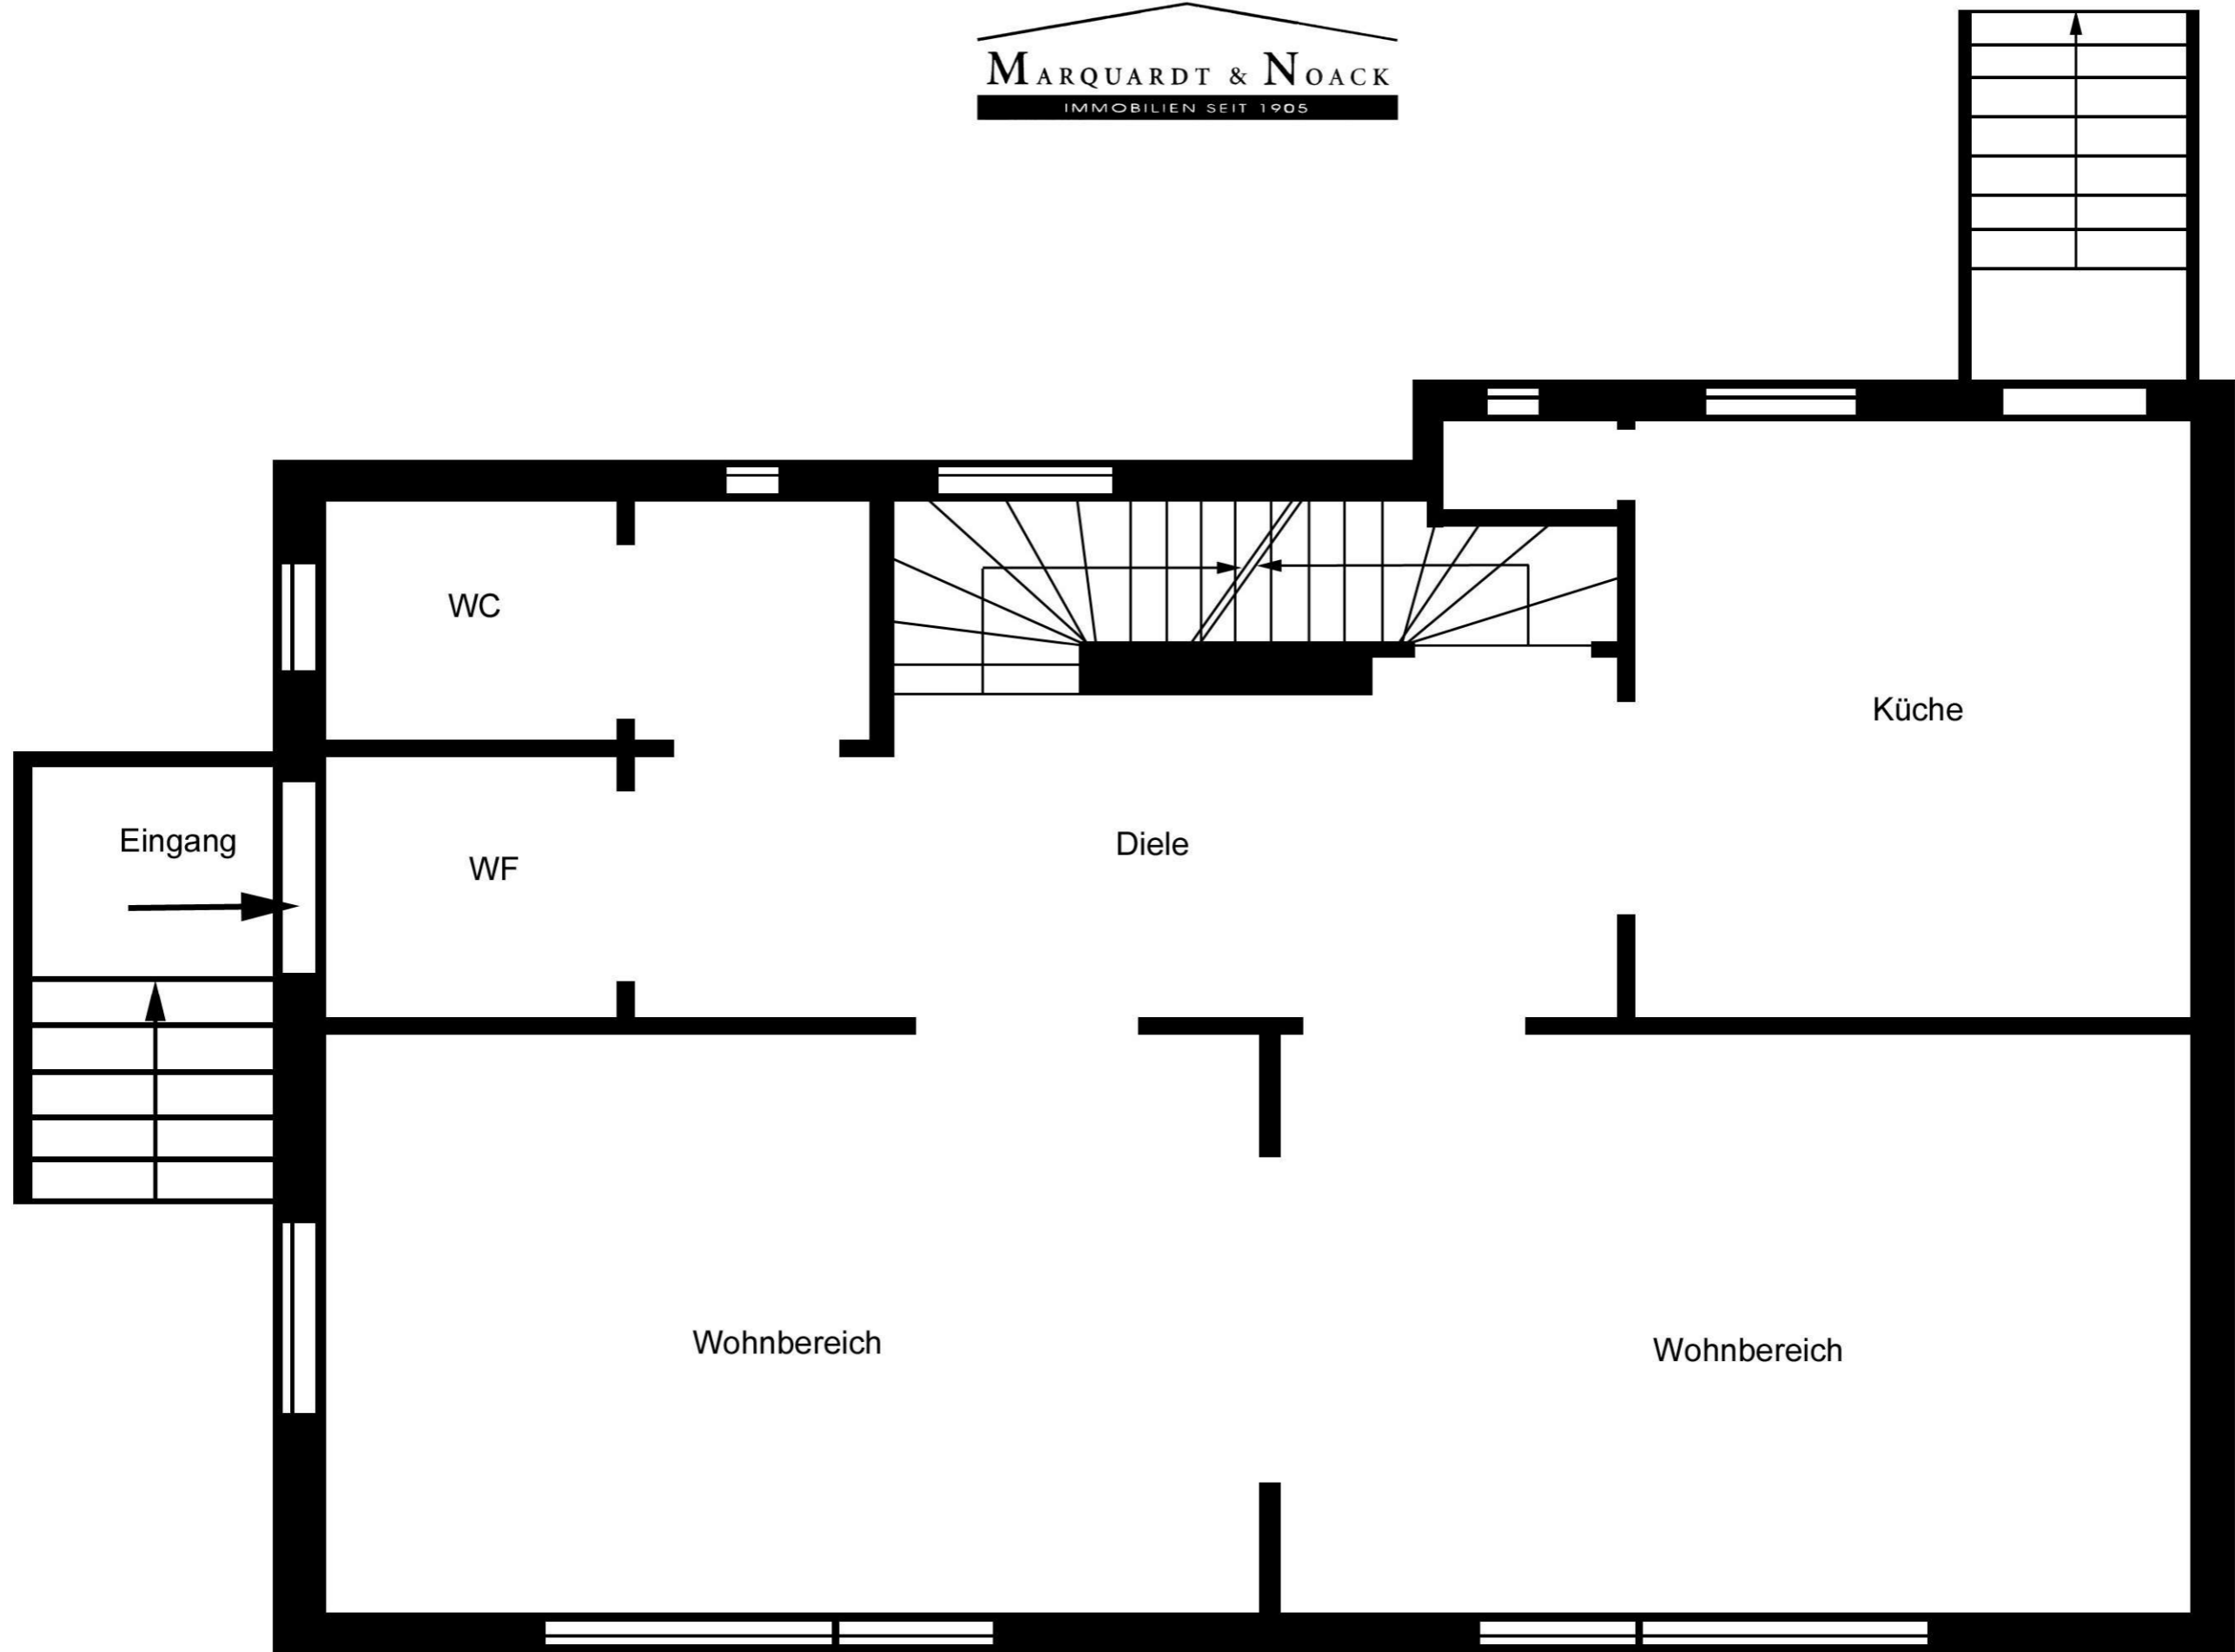 MARQUARDT & NOACK
IMMOBILIEN SEIT 1905
WC
Küche
Eingang
Diele
WF
Wohnbereich
Wohnbereich